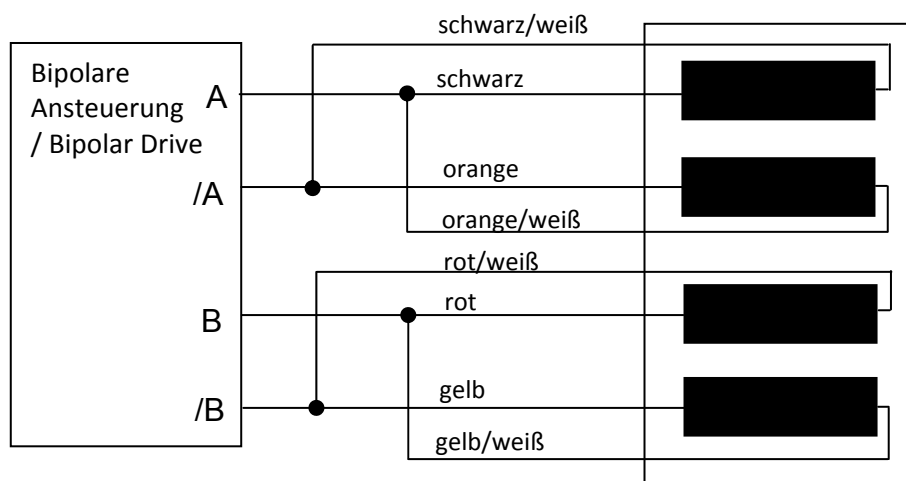 schwarz/weiß
Bipolare
Ansteuerung
/ Bipolar Drive
A
schwarz
/A
orange
orange/weiß
rot/weiß
B
rot
/B
gelb
gelb/weiß